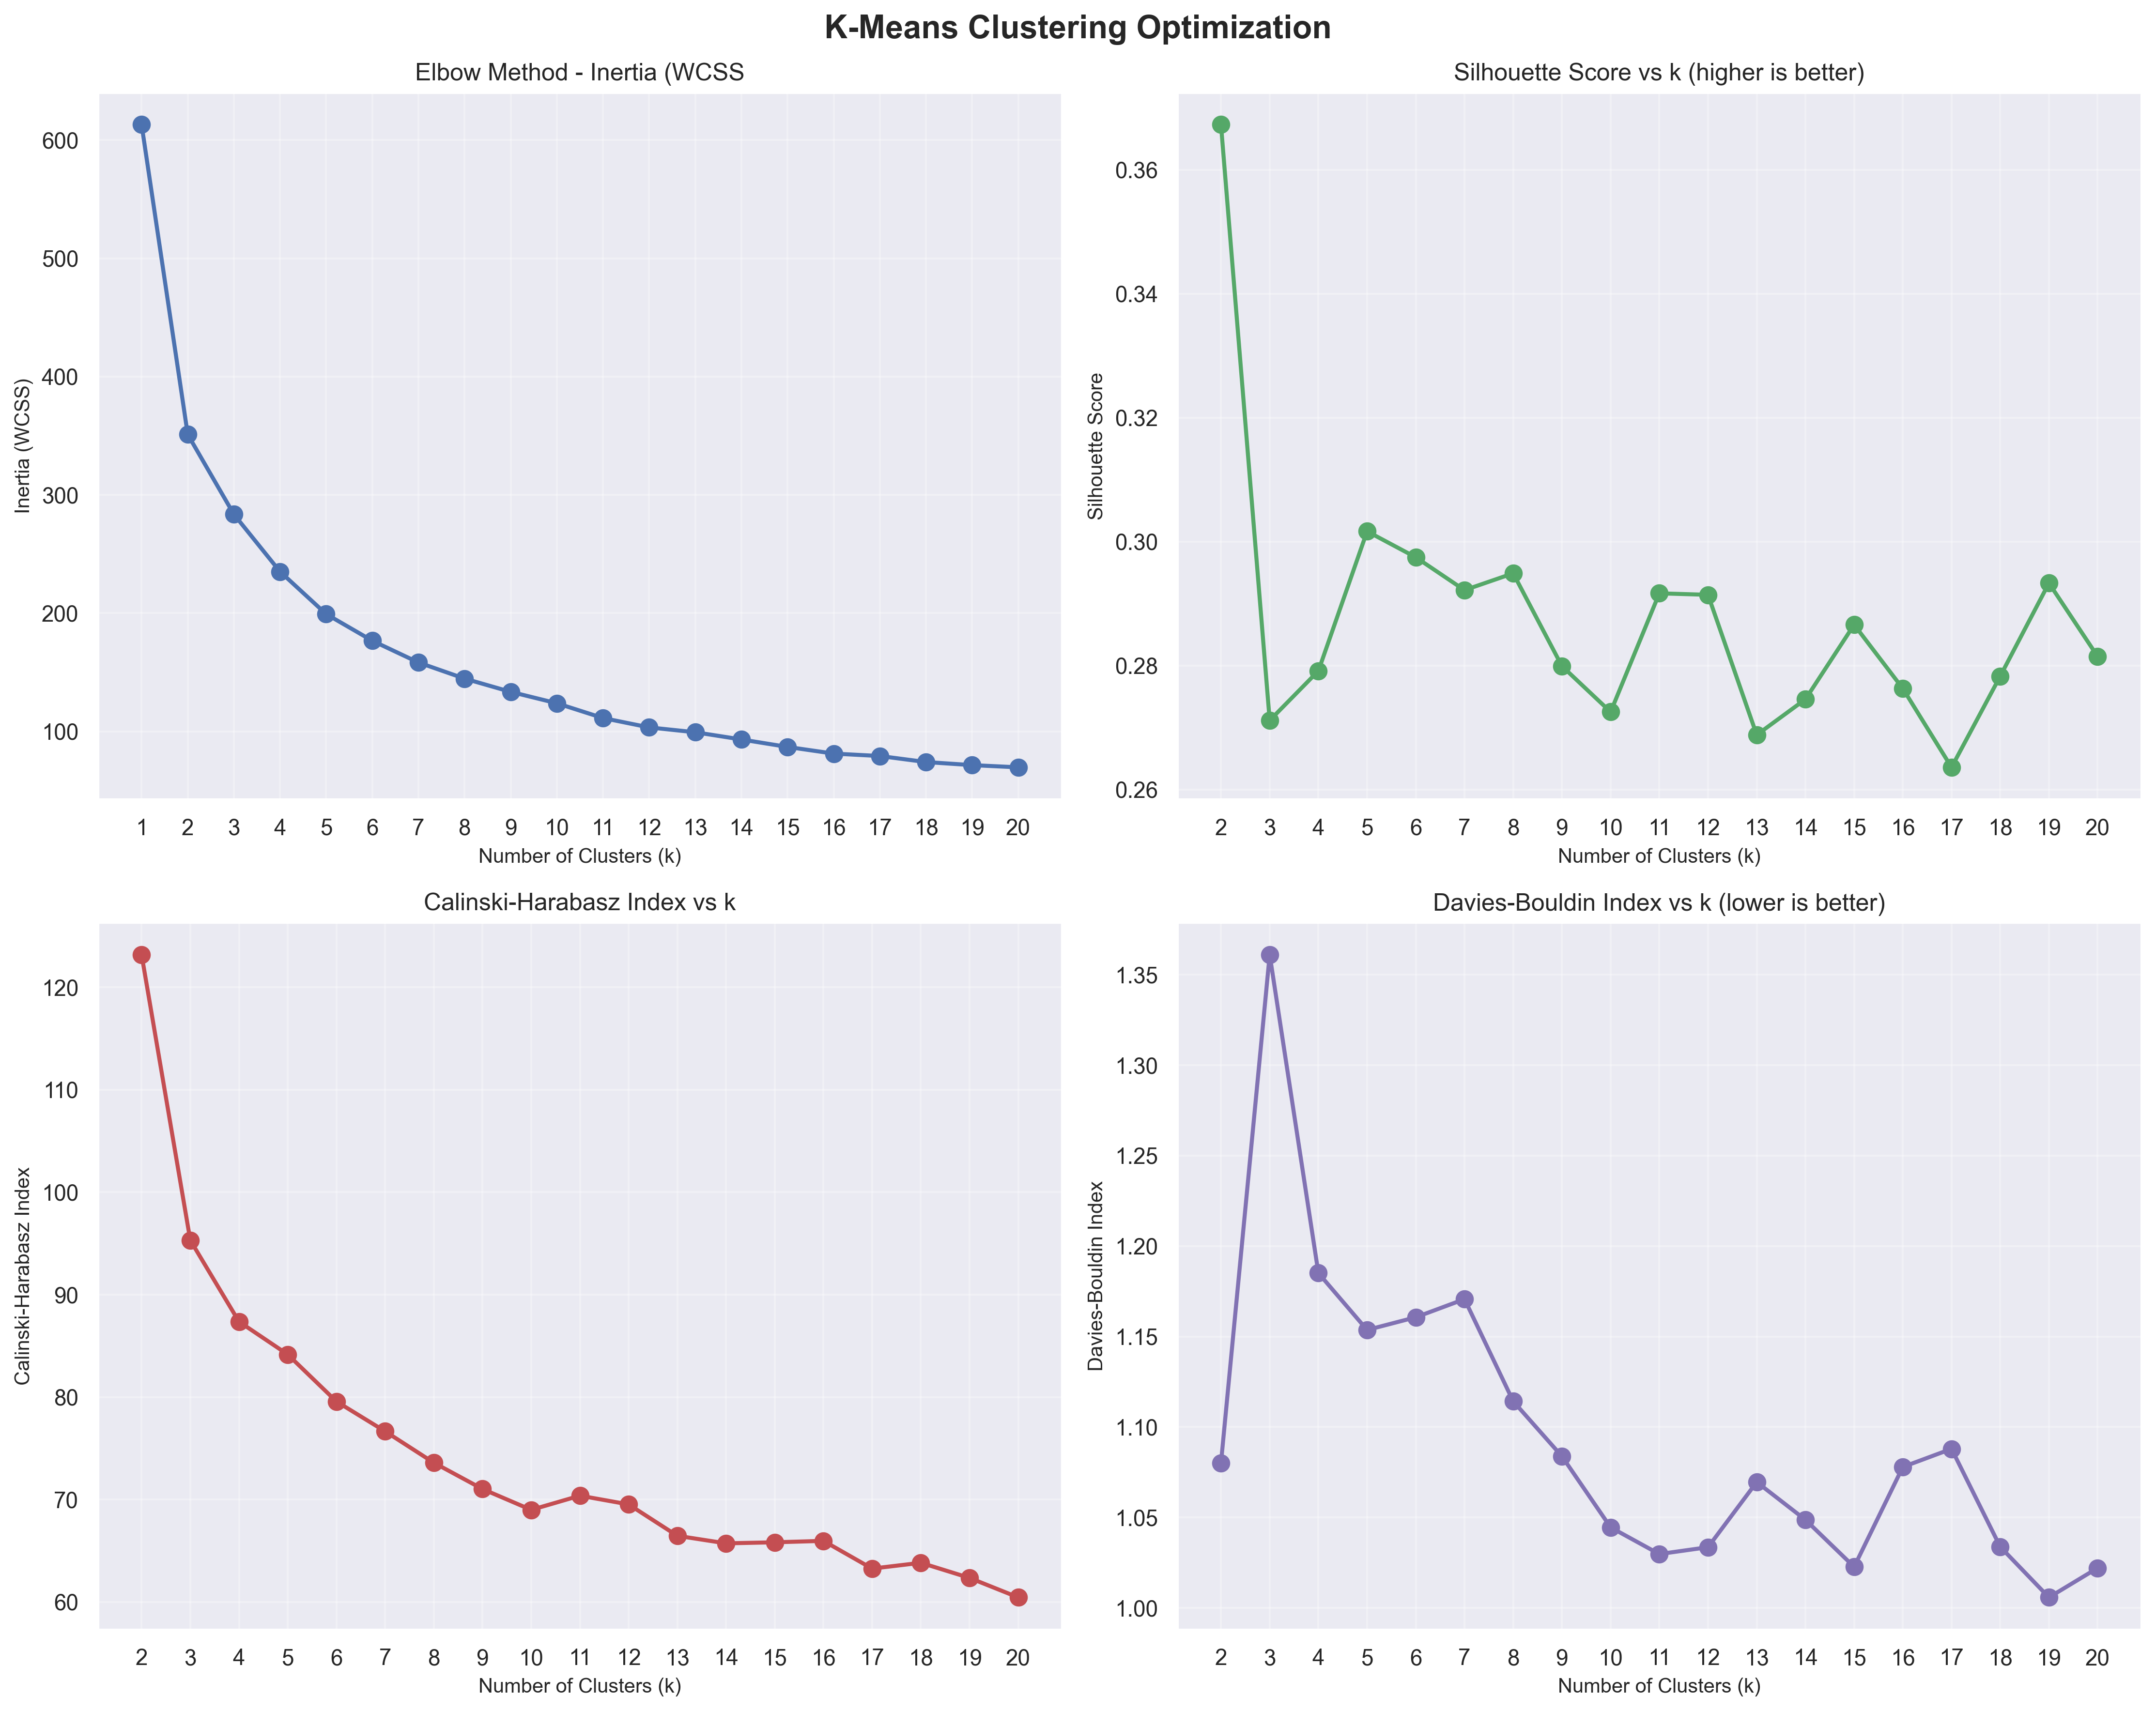 K-Means Clustering Optimization
Elbow Method - Inertia (WCSS
Inertia (WCSS)
600
500
400
300
200
100
1 2 3 4 5 6 7 8 9 10 11 12 13 14 15 16 17 18 19 20
Number of Clusters (k)
Silhouette Score vs k (higher is better)
Silhouette Score
0.36
0.34
0.32
0.30
0.28
0.26
2 3 4 5 6 7 8 9 10 11 12 13 14 15 16 17 18 19 20
Number of Clusters (k)
Calinski-Harabasz Index vs k
Calinski-Harabasz Index
120
110
100
90
80
70
60
2 3 4 5 6 7 8 9 10 11 12 13 14 15 16 17 18 19 20
Number of Clusters (k)
Davies-Bouldin Index vs k (lower is better)
Davies-Bouldin Index
1.35
1.30
1.25
1.20
1.15
1.10
1.05
1.00
2 3 4 5 6 7 8 9 10 11 12 13 14 15 16 17 18 19 20
Number of Clusters (k)